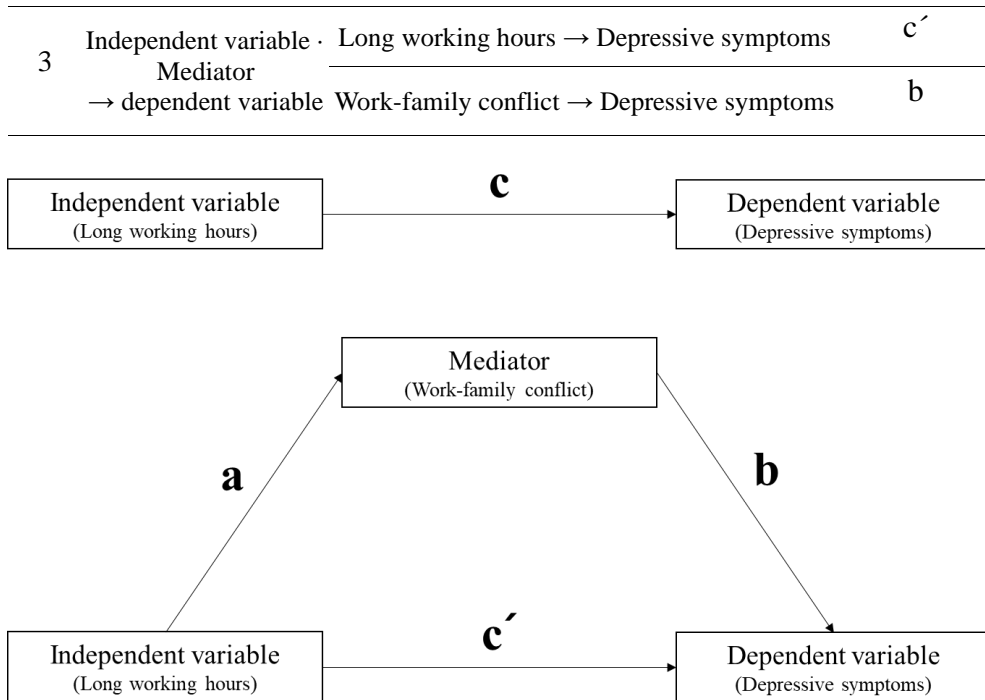 3
Independent variable ·
Mediator
→ dependent variable
Long working hours → Depressive symptoms
c´
Work-family conflict → Depressive symptoms
b
Independent variable
(Long working hours)
c
Dependent variable
(Depressive symptoms)
Mediator
(Work-family conflict)
a
b
Independent variable
(Long working hours)
c´
Dependent variable
(Depressive symptoms)